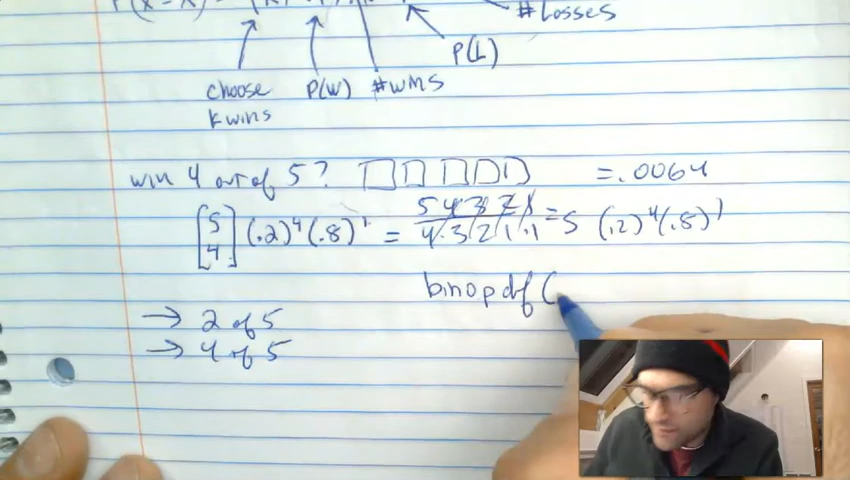 P(X=x) =
#Losses
P(L)
choose P(W) #wins
k wins
win 4 out of 5? =.0064
[5 4] (.2)^4 (.8)^1 = 5 4 3 2 1 / 4.3/2/1.1 = 5 (.2)^4 (.8)^1
binopdf (
→ 2 of 5
→ 4 of 5